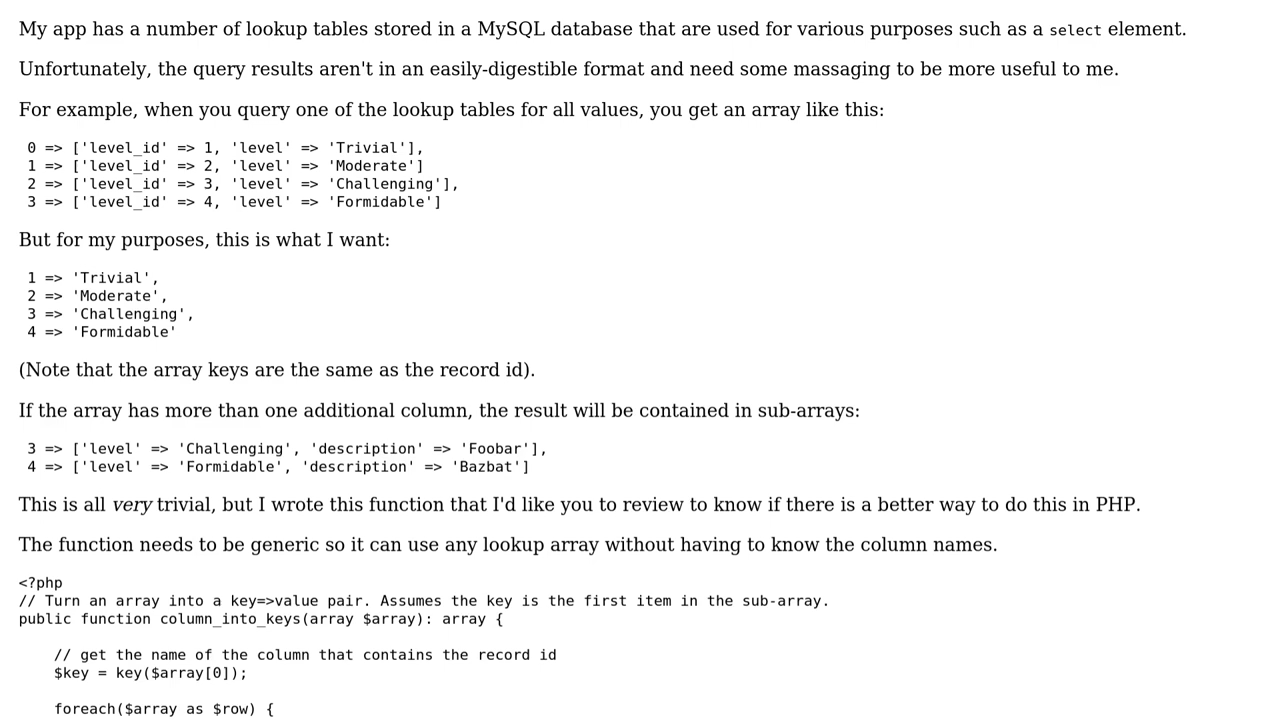 My app has a number of lookup tables stored in a MySQL database that are used for various purposes such as a select element.
Unfortunately, the query results aren't in an easily-digestible format and need some massaging to be more useful to me.
For example, when you query one of the lookup tables for all values, you get an array like this:
0 => ['level_id' => 1, 'level' => 'Trivial'],
1 => ['level_id' => 2, 'level' => 'Moderate']
2 => ['level_id' => 3, 'level' => 'Challenging'],
3 => ['level_id' => 4, 'level' => 'Formidable']
But for my purposes, this is what I want:
1 => 'Trivial',
2 => 'Moderate',
3 => 'Challenging',
4 => 'Formidable'
(Note that the array keys are the same as the record id).
If the array has more than one additional column, the result will be contained in sub-arrays:
3 => ['level' => 'Challenging', 'description' => 'Foobar'],
4 => ['level' => 'Formidable', 'description' => 'Bazbat']
This is all very trivial, but I wrote this function that I'd like you to review to know if there is a better way to do this in PHP.
The function needs to be generic so it can use any lookup array without having to know the column names.
<?php
// Turn an array into a key=>value pair. Assumes the key is the first item in the sub-array.
public function column_into_keys(array $array): array {
// get the name of the column that contains the record id
$key = key($array[0]);
foreach($array as $row) {